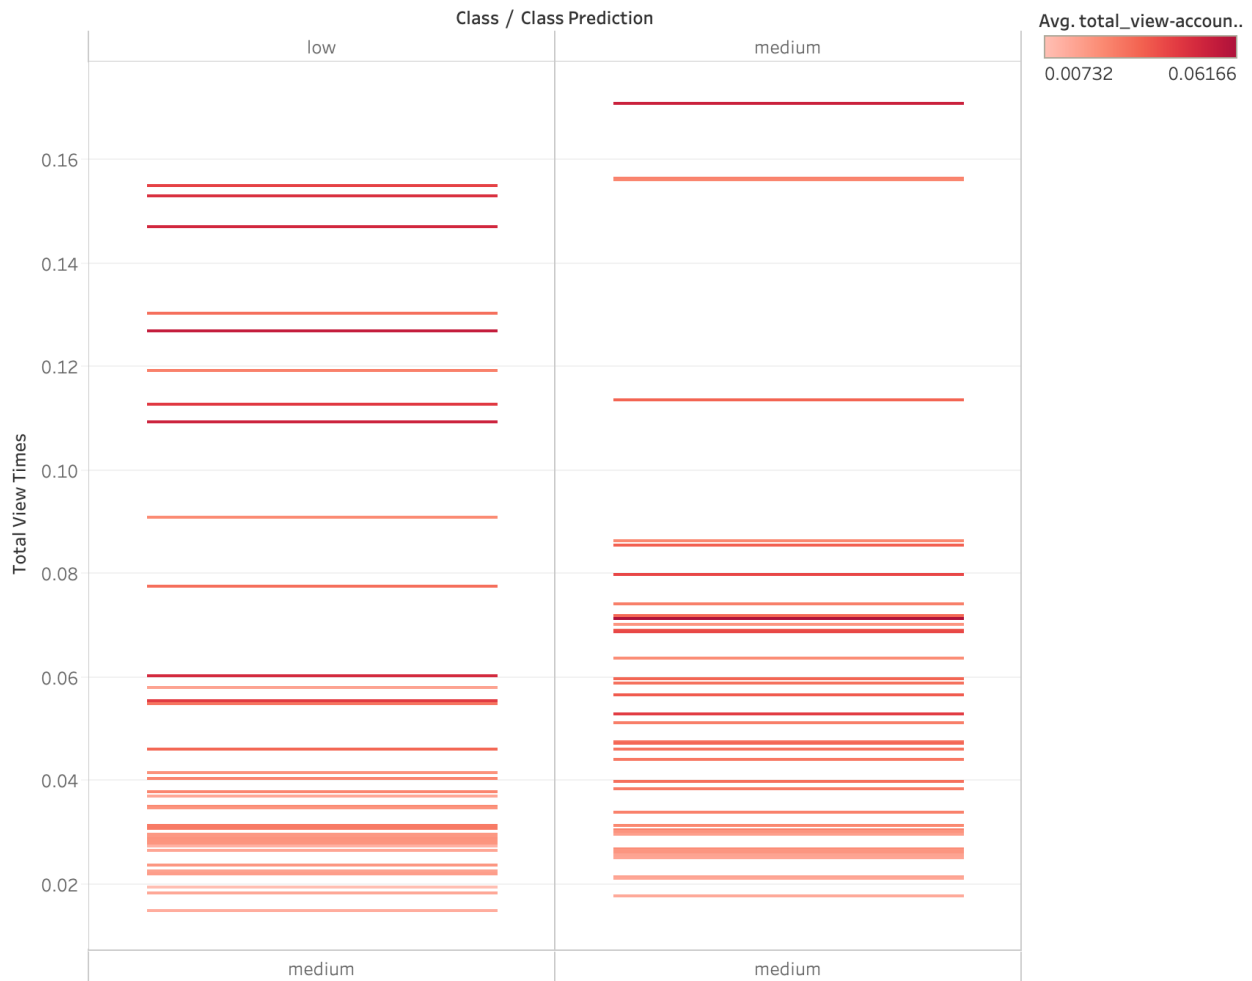 Class / Class Prediction
low
medium
Avg. total_view-accoun..
0.00732
0.06166
Total View Times
0.16
0.14
0.12
0.10
0.08
0.06
0.04
0.02
medium
medium